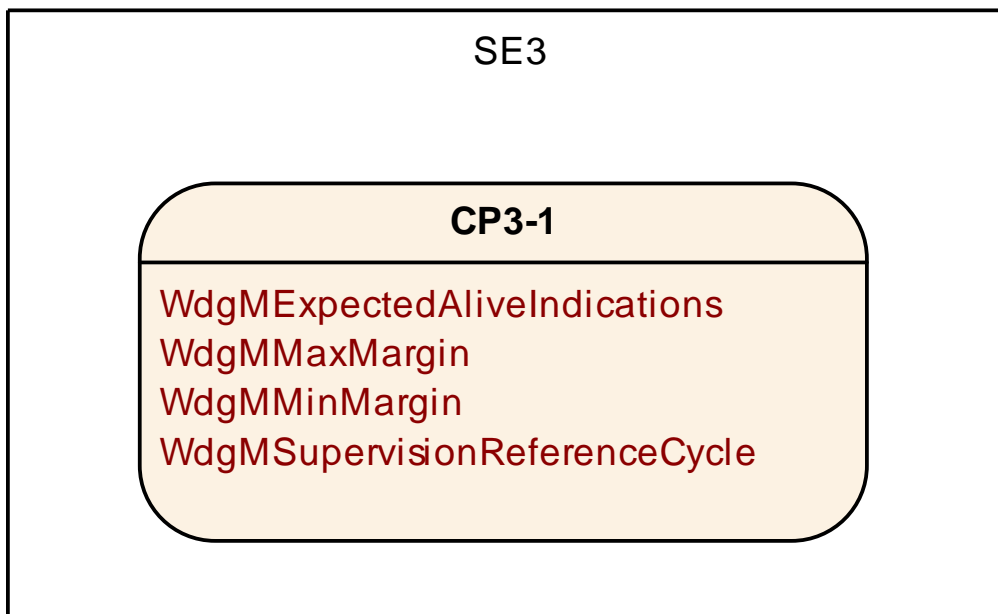 SE3
CP3-1
WdgMExpectedAliveIndications
WdgMMaxMargin
WdgMMinMargin
WdgMSupervisionReferenceCycle